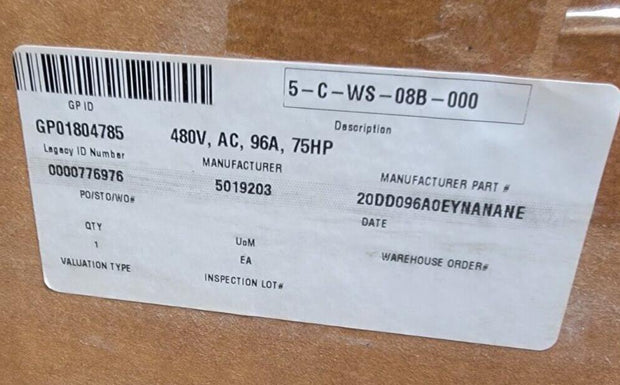 5-C-WS-08B-000
GP ID
Description
GP01804785
480V, AC, 96A, 75HP
Legacy ID Number
MANUFACTURER
MANUFACTURER PART #
0000776976
5019203
20DD096A0EYNANANE
PO/STO/WO#
DATE
QTY
UoM
1
EA
WAREHOUSE ORDER#
VALUATION TYPE
INSPECTION LOT#